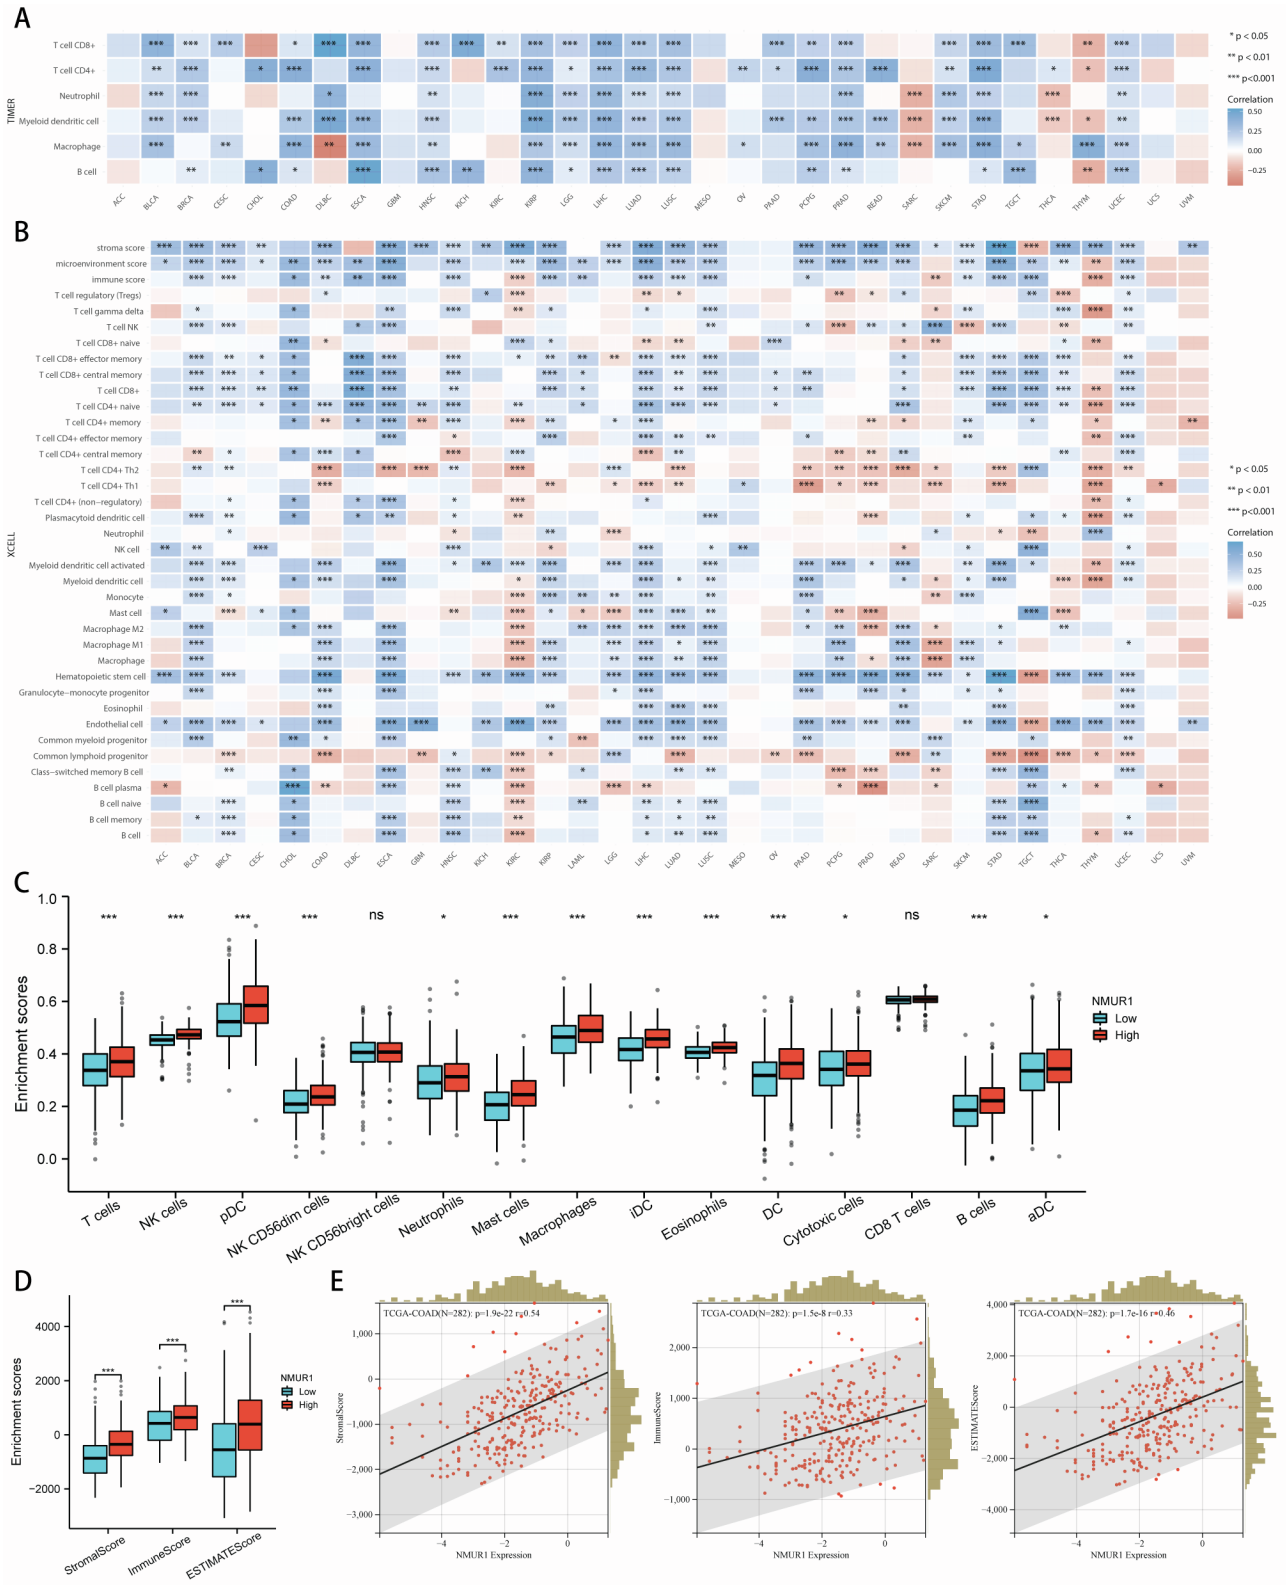 A
T cell CD8+
T cell CD4+
Neutrophil
Myeloid dendritic cell
Macrophage
B cell
TIMER
ACC BLCA BRCA CESC CHOL COAD DLBC ESCA GBM HNSC KICH KIRC KIRP LGG LIHC LUAD LUSC MESO OV PAAD PCPG PRAD READ SARC SKCM STAD TGCT THCA THYM UCEC UCS UVM
* p < 0.05
** p < 0.01
*** p<0.001
Correlation
0.50
0.25
0.00
−0.25
B
stroma score
microenvironment score
immune score
T cell regulatory (Tregs)
T cell gamma delta
T cell NK
T cell CD8+ naive
T cell CD8+ effector memory
T cell CD8+ central memory
T cell CD8+
T cell CD4+ naive
T cell CD4+ memory
T cell CD4+ effector memory
T cell CD4+ central memory
T cell CD4+ Th2
T cell CD4+ Th1
T cell CD4+ (non−regulatory)
Plasmacytoid dendritic cell
Neutrophil
NK cell
Myeloid dendritic cell activated
Myeloid dendritic cell
Monocyte
Mast cell
Macrophage M2
Macrophage M1
Macrophage
Hematopoietic stem cell
Granulocyte−monocyte progenitor
Eosinophil
Endothelial cell
Common myeloid progenitor
Common lymphoid progenitor
Class−switched memory B cell
B cell plasma
B cell naive
B cell memory
B cell
XCELL
ACC BLCA BRCA CESC CHOL COAD DLBC ESCA GBM HNSC KICH KIRC KIRP LAML LGG LIHC LUAD LUSC MESO OV PAAD PCPG PRAD READ SARC SKCM STAD TGCT THCA THYM UCEC UCS UVM
* p < 0.05
** p < 0.01
*** p<0.001
Correlation
0.50
0.25
0.00
−0.25
C
1.0
0.8
0.6
0.4
0.2
0.0
Enrichment scores
*** *** *** *** ns * *** *** *** *** *** * ns *** *
T cells NK cells pDC NK CD56dim cells NK CD56bright cells Neutrophils Mast cells Macrophages iDC Eosinophils DC Cytotoxic cells CD8 T cells B cells aDC
NMUR1
Low
High
D
Enrichment scores
4000
2000
0
−2000
*** *** ***
StromalScore ImmuneScore ESTIMATEScore
NMUR1
Low
High
E
TCGA-COAD(N=282): p=1.9e-22 r=0.54
StromalScore
1,000
0
−1,000
−2,000
−3,000
−4 −2 0
NMUR1 Expression
TCGA-COAD(N=282): p=1.5e-8 r=0.33
ImmuneScore
2,000
1,000
0
−1,000
−4 −2 0
NMUR1 Expression
TCGA-COAD(N=282): p=1.7e-16 r=0.46
ESTIMATEScore
4,000
2,000
0
−2,000
−4,000
−4 −2 0
NMUR1 Expression